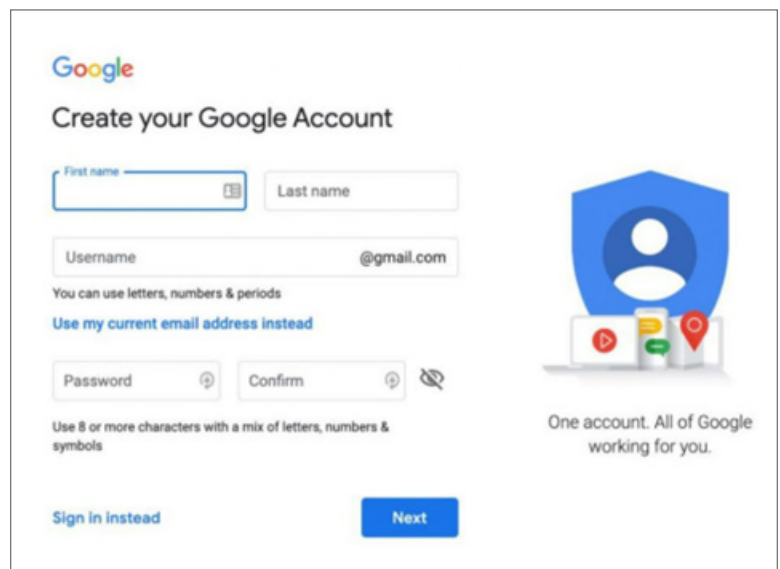 Google
Create your Google Account
First name
Last name
Username @gmail.com
You can use letters, numbers & periods
Use my current email address instead
Password Confirm
Use 8 or more characters with a mix of letters, numbers &
symbols
Sign in instead Next
One account. All of Google
working for you.